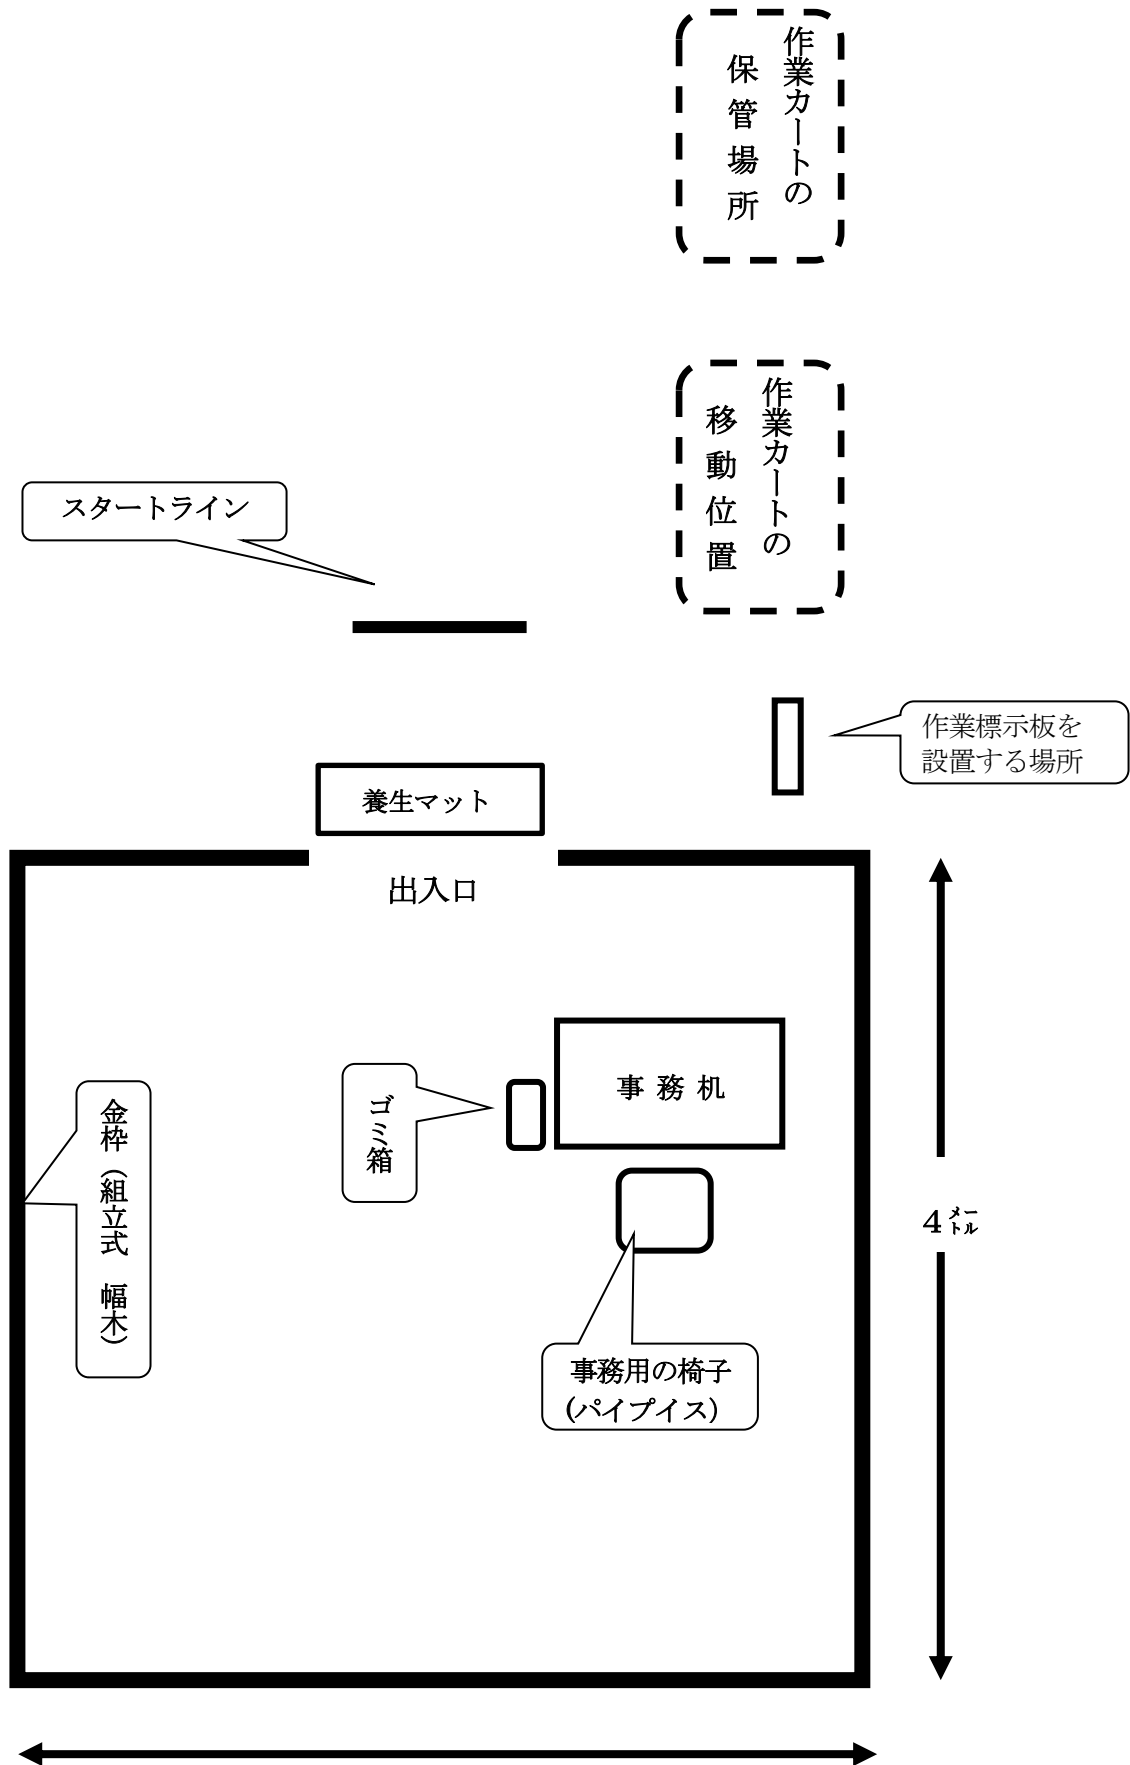 作業カートの
保管場所
作業カートの
移動位置
スタートライン
作業標示板を
設置する場所
養生マット
出入口
事務机
ゴミ箱
金枠（組立式　幅木）
4メートル
事務用の椅子
(パイプイス)